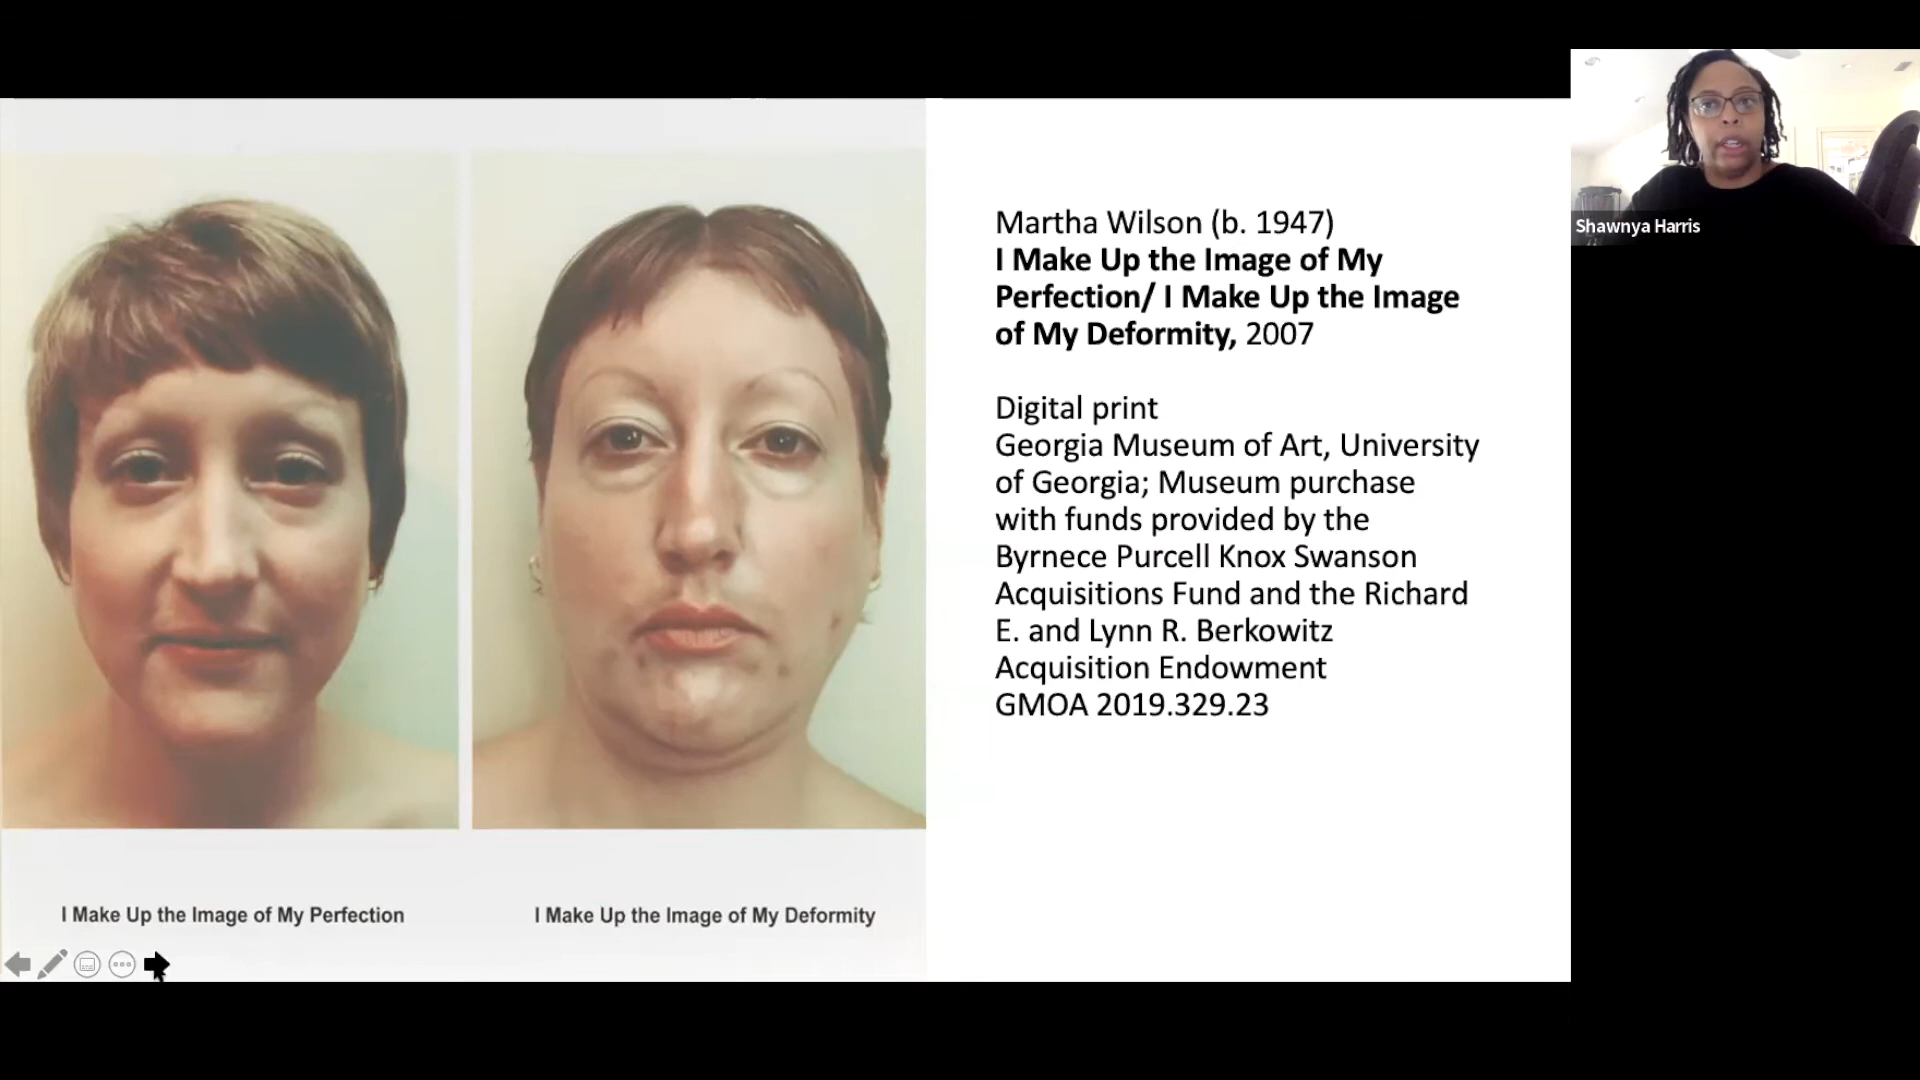 Martha Wilson (b. 1947)
I Make Up the Image of My
Perfection/ I Make Up the Image
of My Deformity, 2007
Digital print
Georgia Museum of Art, University
of Georgia; Museum purchase
with funds provided by the
Byrnece Purcell Knox Swanson
Acquisitions Fund and the Richard
E. and Lynn R. Berkowitz
Acquisition Endowment
GMOA 2019.329.23
I Make Up the Image of My Perfection
I Make Up the Image of My Deformity
Shawnya Harris